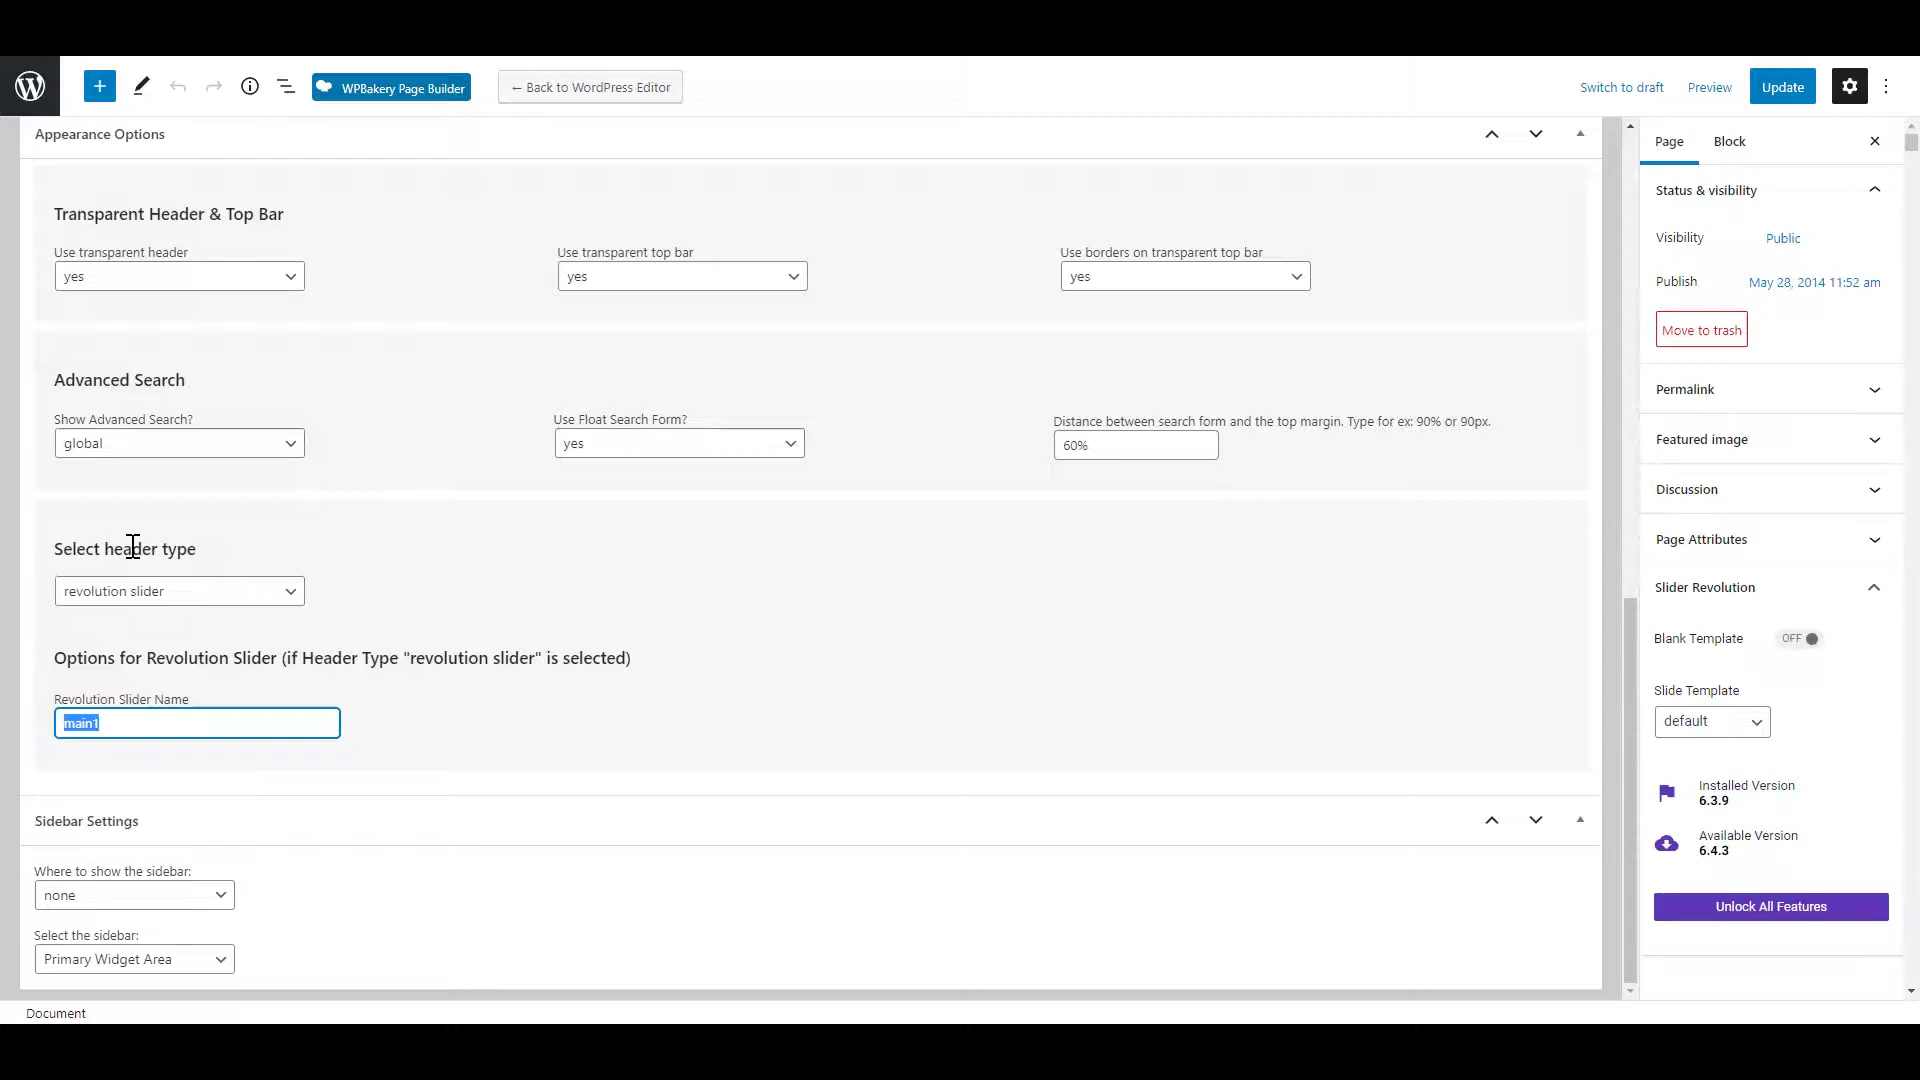 WPBakery Page Builder
← Back to WordPress Editor
Switch to draft
Preview
Update
Appearance Options
Transparent Header & Top Bar
Use transparent header
Use transparent top bar
Use borders on transparent top bar
yes
yes
yes
Advanced Search
Show Advanced Search?
Use Float Search Form?
Distance between search form and the top margin. Type for ex: 90% or 90px.
global
yes
60%
Select header type
revolution slider
Options for Revolution Slider (if Header Type "revolution slider" is selected)
Revolution Slider Name
main1
Sidebar Settings
Where to show the sidebar:
none
Select the sidebar:
Primary Widget Area
Document
Page
Block
Status & visibility
Visibility
Public
Publish
May 28, 2014 11:52 am
Move to trash
Permalink
Featured image
Discussion
Page Attributes
Slider Revolution
Blank Template
OFF
Slide Template
default
Installed Version
6.3.9
Available Version
6.4.3
Unlock All Features